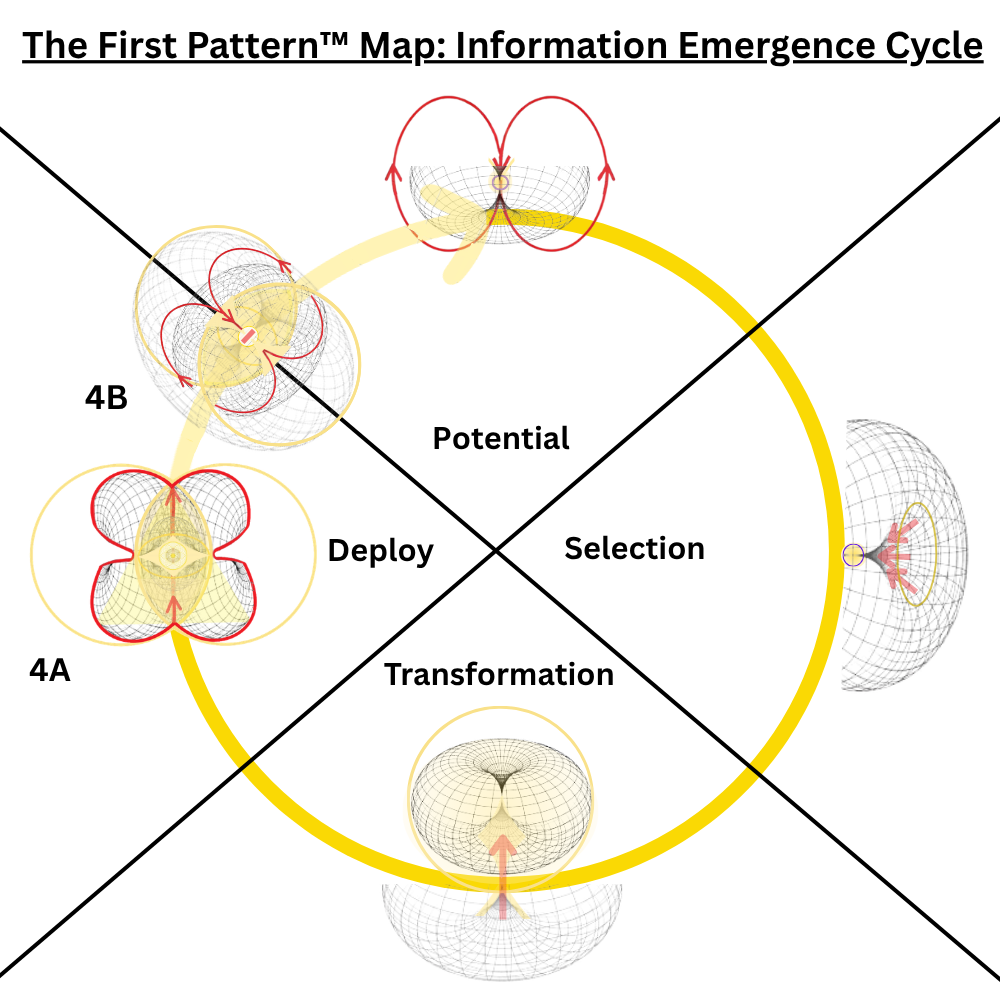 The First Pattern™ Map: Information Emergence Cycle
4B
Potential
Deploy
Selection
4A
Transformation